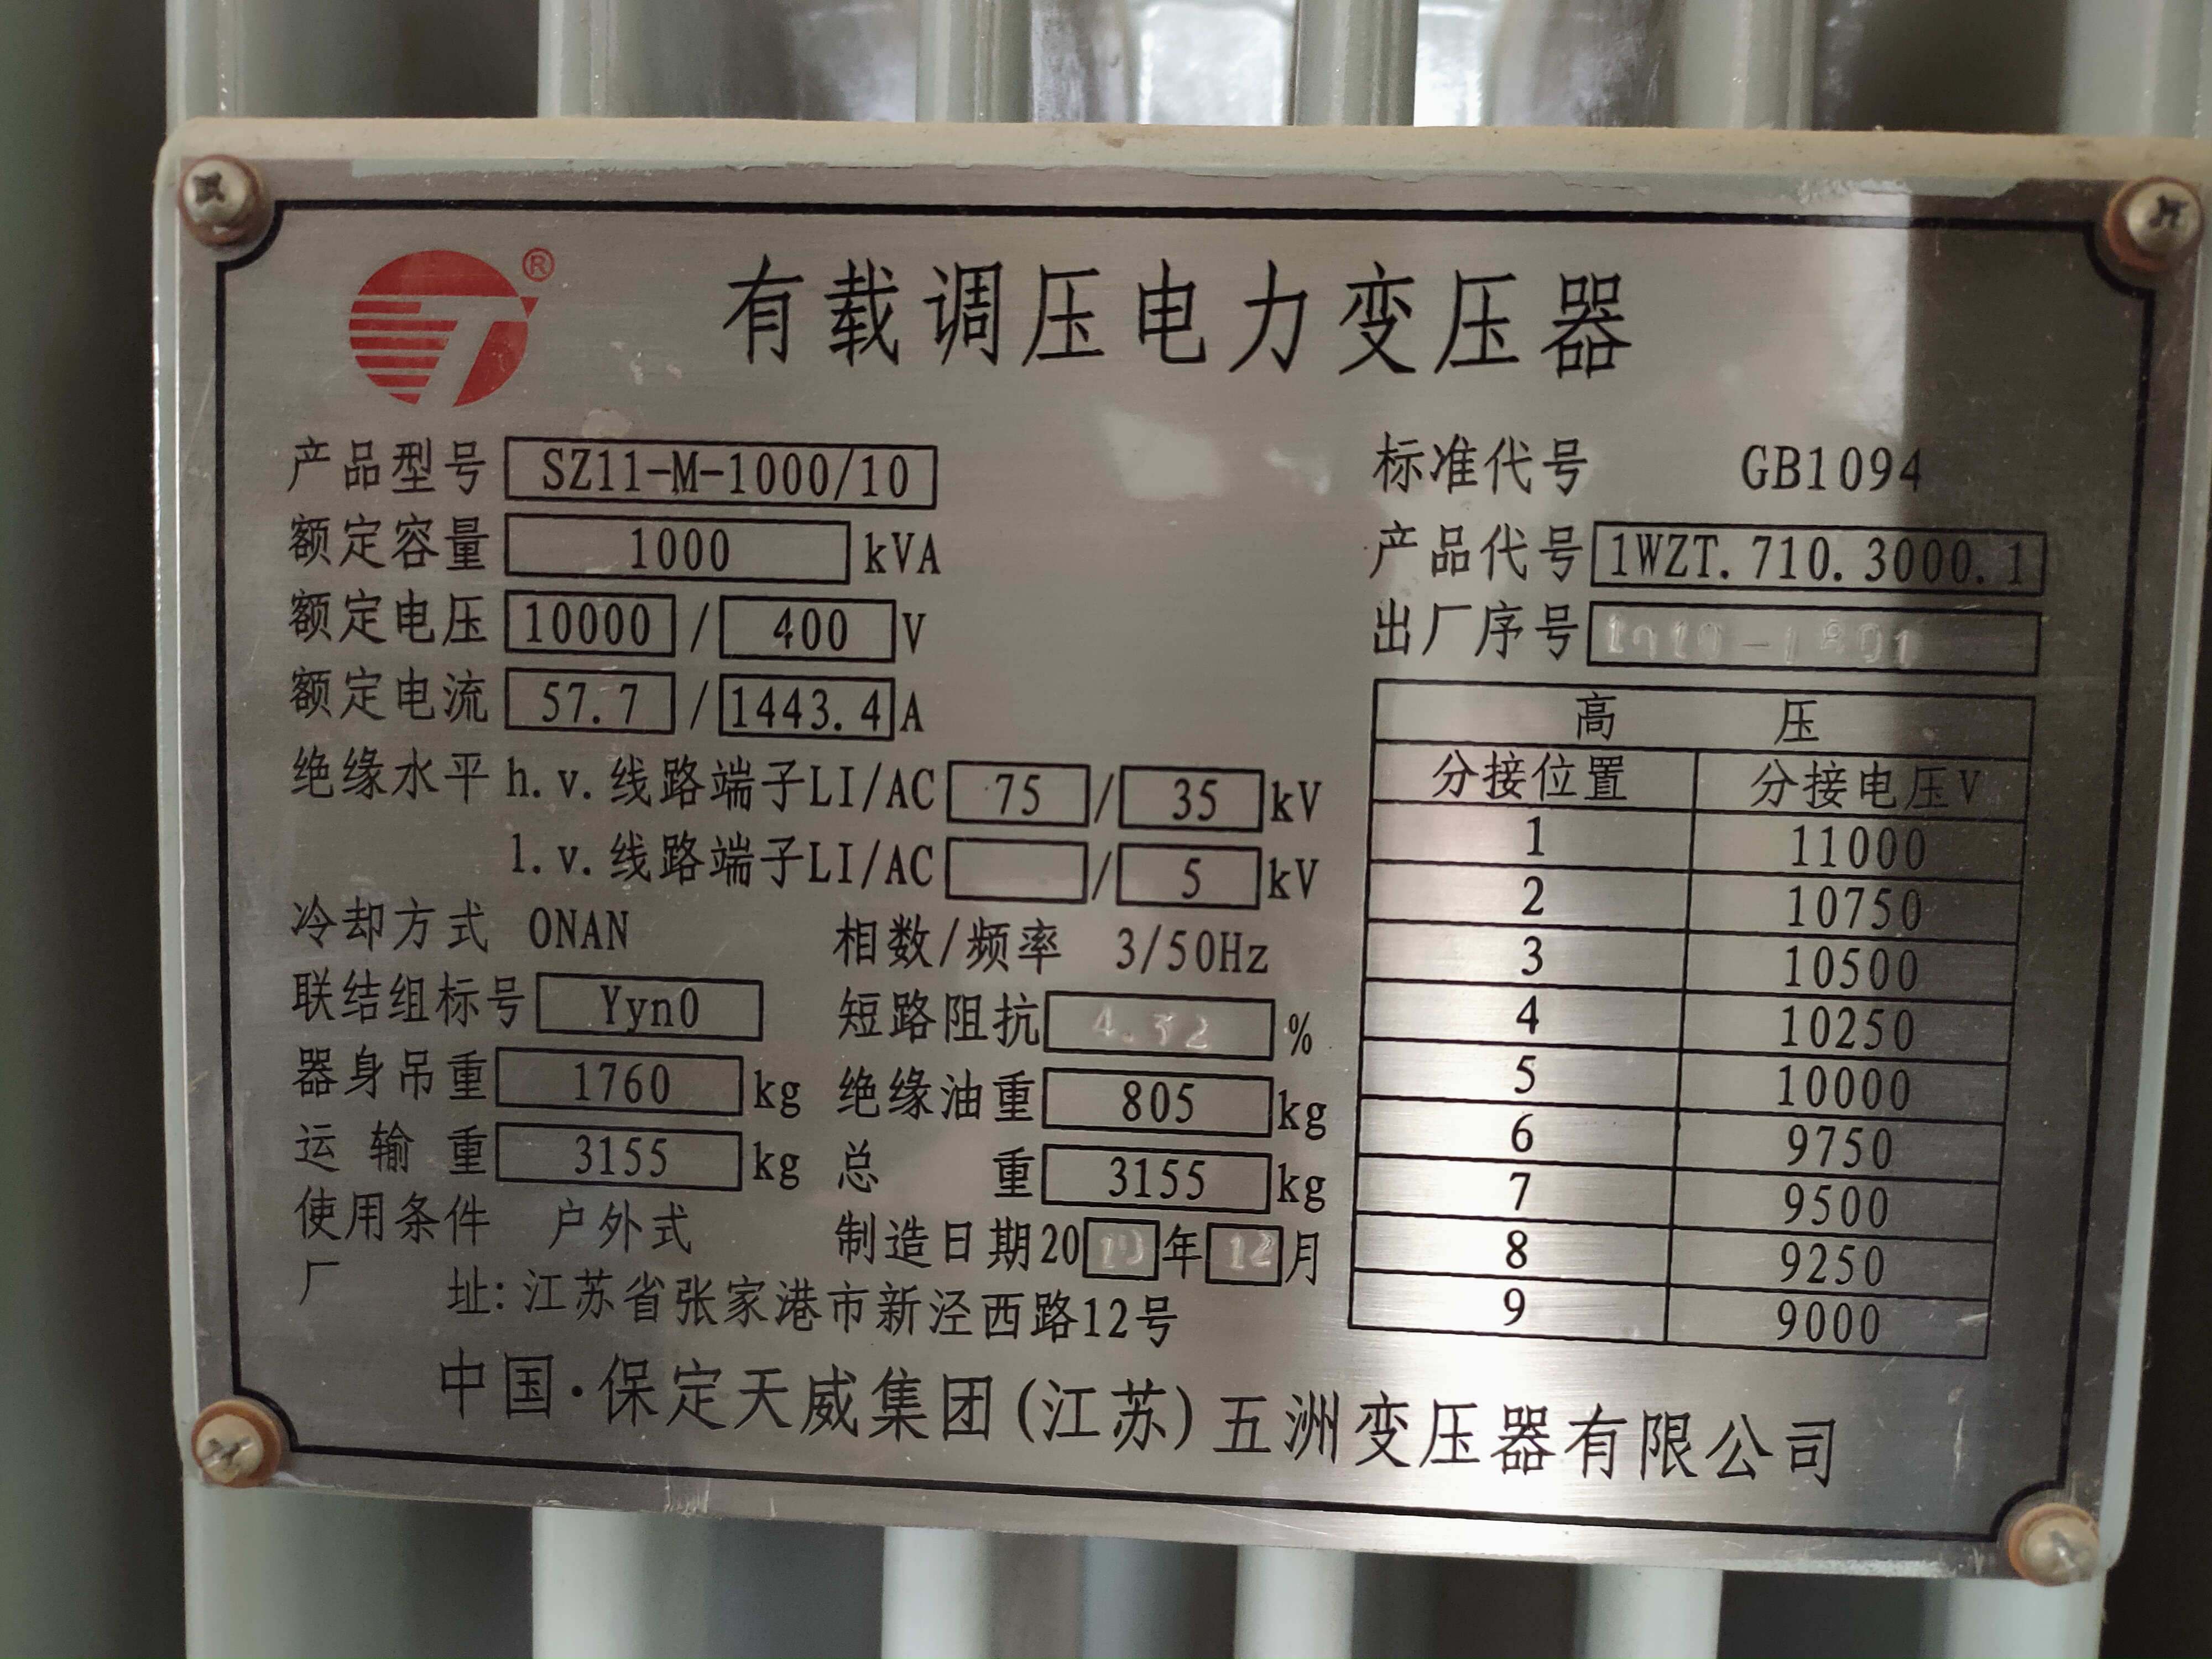 ®
有载调压电力变压器
产品型号 SZ11-M-1000/10
额定容量 1000 kVA
额定电压 10000 / 400 V
额定电流 57.7 / 1443.4 A
绝缘水平 h.v.线路端子LI/AC 75 / 35 kV
l.v.线路端子LI/AC / 5 kV
冷却方式 ONAN 相数/频率 3/50Hz
联结组标号 Yyn0 短路阻抗 4.32 %
器身吊重 1760 kg 绝缘油重 805 kg
运输重 3155 kg 总重 3155 kg
使用条件 户外式 制造日期20 年 12 月
厂址:江苏省张家港市新泾西路12号
标准代号 GB1094
产品代号 1WZT.710.3000.1
出厂序号
高压
分接位置 分接电压V
1 11000
2 10750
3 10500
4 10250
5 10000
6 9750
7 9500
8 9250
9 9000
中国·保定天威集团(江苏)五洲变压器有限公司